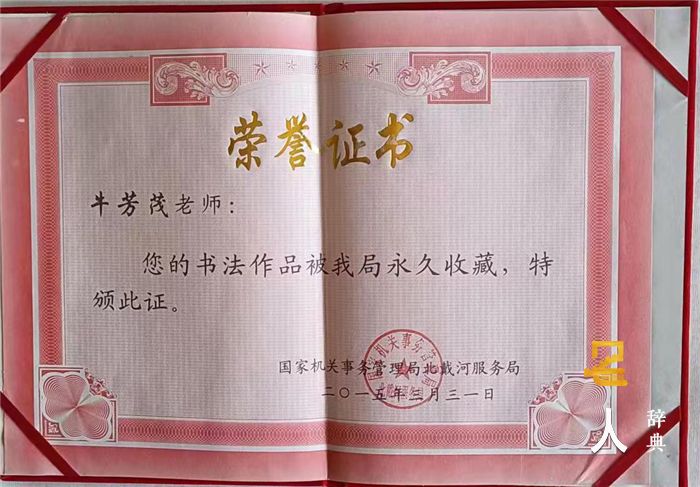 荣誉证书
牛芳茂老师：
您的书法作品被我局永久收藏，特
颁此证。
国家机关事务管理局北戴河服务局
二〇一五年三月三一日
名
人
辞典